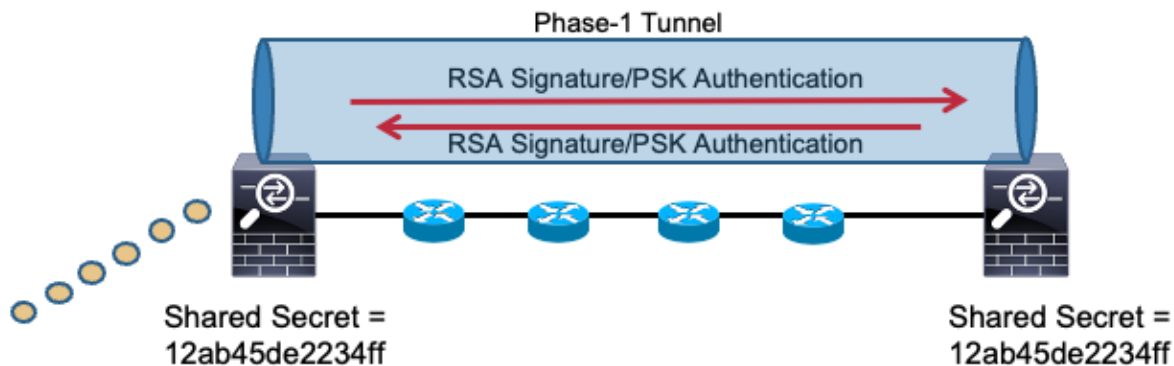 Phase-1 Tunnel
RSA Signature/PSK Authentication
RSA Signature/PSK Authentication
Shared Secret =
12ab45de2234ff
Shared Secret =
12ab45de2234ff